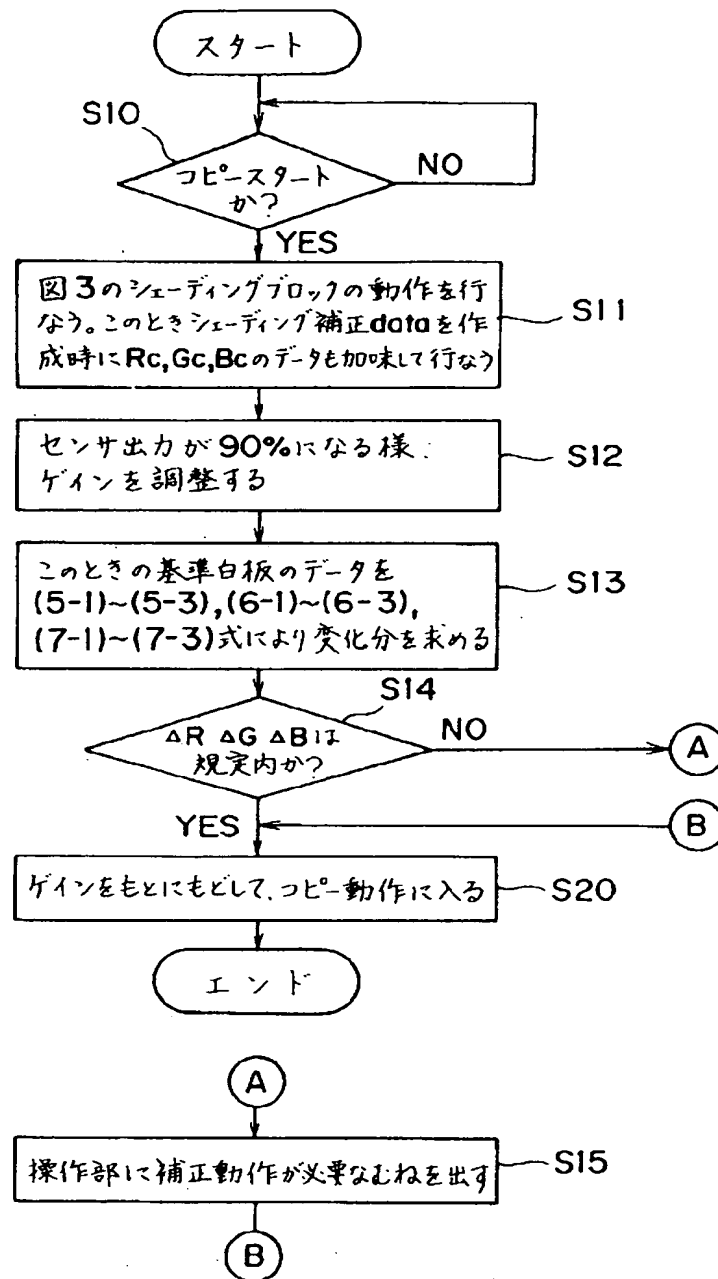 スタート
S10
コピースタート
か?
NO
YES
図3のシェーディングブロックの動作を行
なう。このときシェーディング補正dataを作
成時にRc,Gc,Bcのデータも加味して行なう
S11
センサ出力が90%になる様
ゲインを調整する
S12
このときの基準白板のデータを
(5-1)~(5-3),(6-1)~(6-3),
(7-1)~(7-3)式により変化分を求める
S13
S14
ΔR ΔG ΔBは
規定内か?
NO
A
YES
B
ゲインをもとにもどして、コピー動作に入る
S20
エンド
A
操作部に補正動作が必要なむねを出す
S15
B